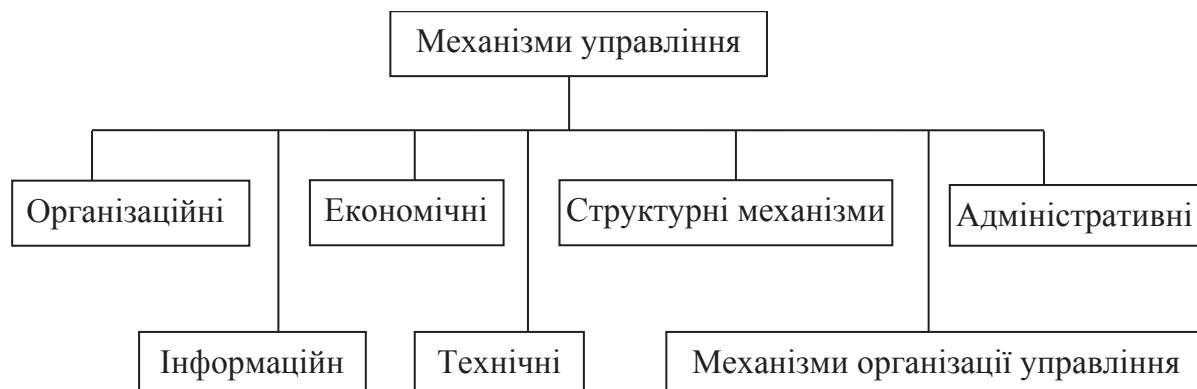 Механізми управління
Організаційні
Економічні
Структурні механізми
Адміністративні
Інформаційн
Технічні
Механізми організації управління